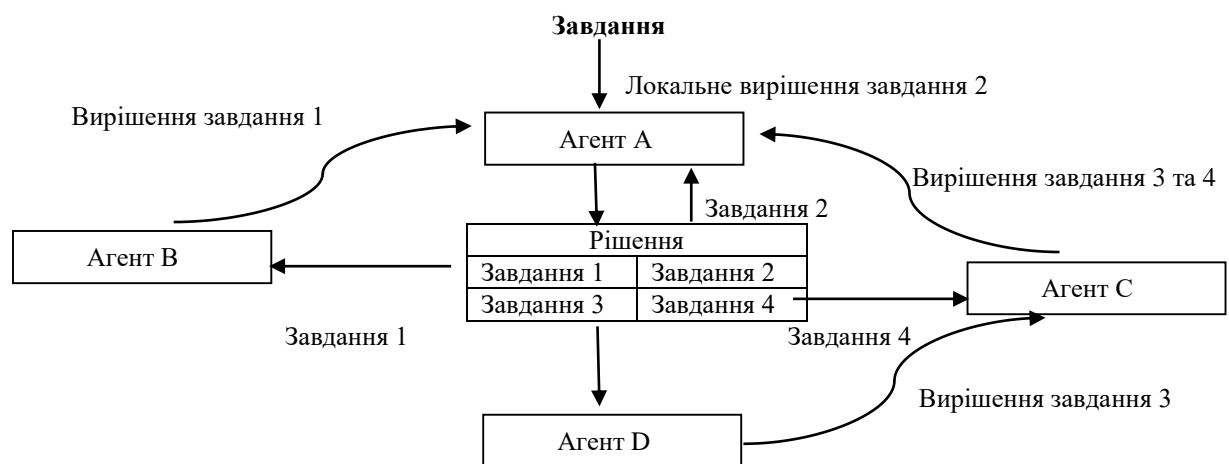 Завдання
Локальне вирішення завдання 2
Вирішення завдання 1
Агент А
Вирішення завдання 3 та 4
Завдання 2
Агент В
Рішення
Завдання 1 Завдання 2
Завдання 3 Завдання 4
Агент С
Завдання 1
Завдання 4
Вирішення завдання 3
Агент D